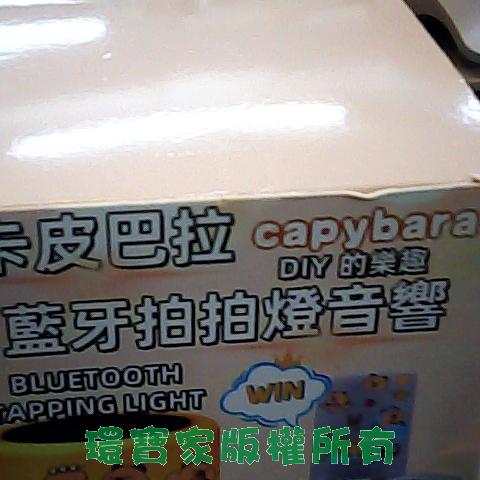 卡皮巴拉 capybara
DIY 的樂趣
藍牙拍拍燈音響
BLUETOOTH
TAPPING LIGHT
WIN
環寶家版權所有